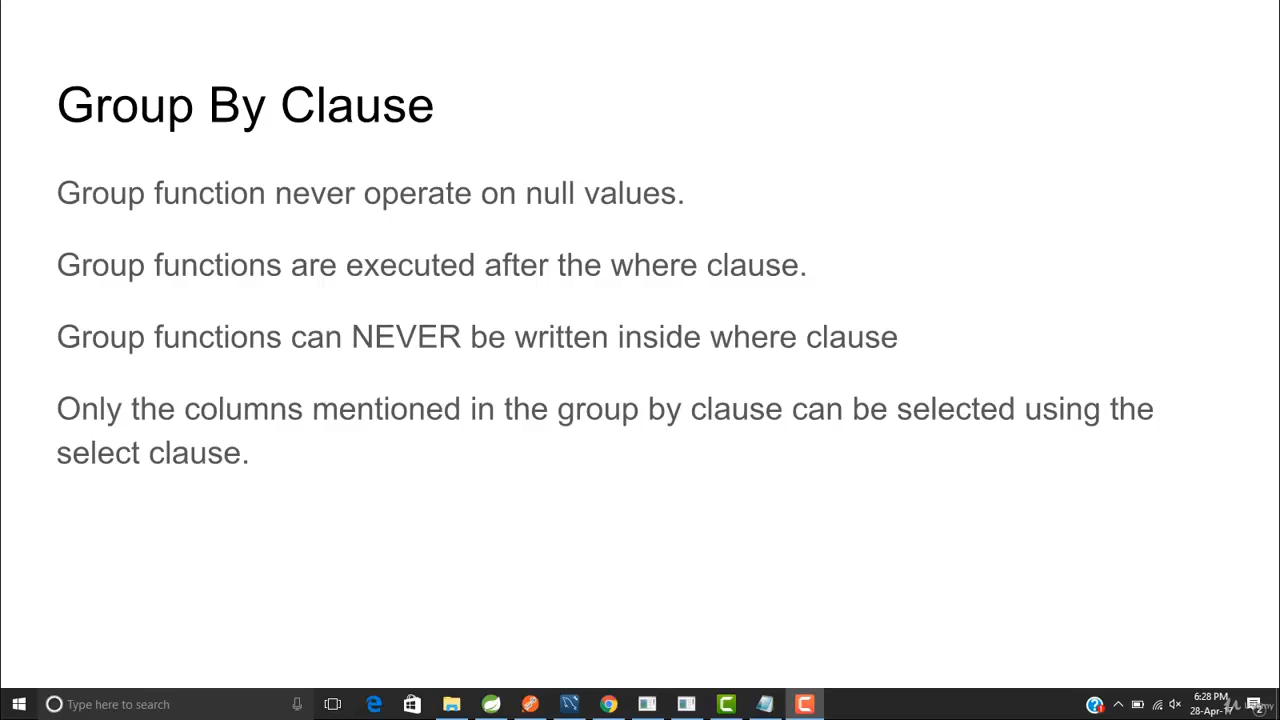 Group By Clause
Group function never operate on null values.
Group functions are executed after the where clause.
Group functions can NEVER be written inside where clause
Only the columns mentioned in the group by clause can be selected using the
select clause.
Type here to search
6:28 PM
28-Apr-17